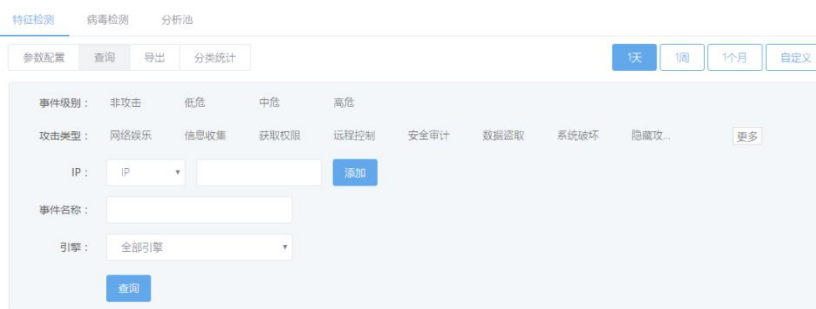 特征检测 病毒检测 分析池
参数配置 查询 导出 分类统计 1天 1周 1个月 自定义
事件级别： 非攻击 低危 中危 高危
攻击类型： 网络娱乐 信息收集 获取权限 远程控制 安全审计 数据盗取 系统破坏 隐藏攻... 更多
IP： IP 添加
事件名称：
引擎： 全部引擎
查询